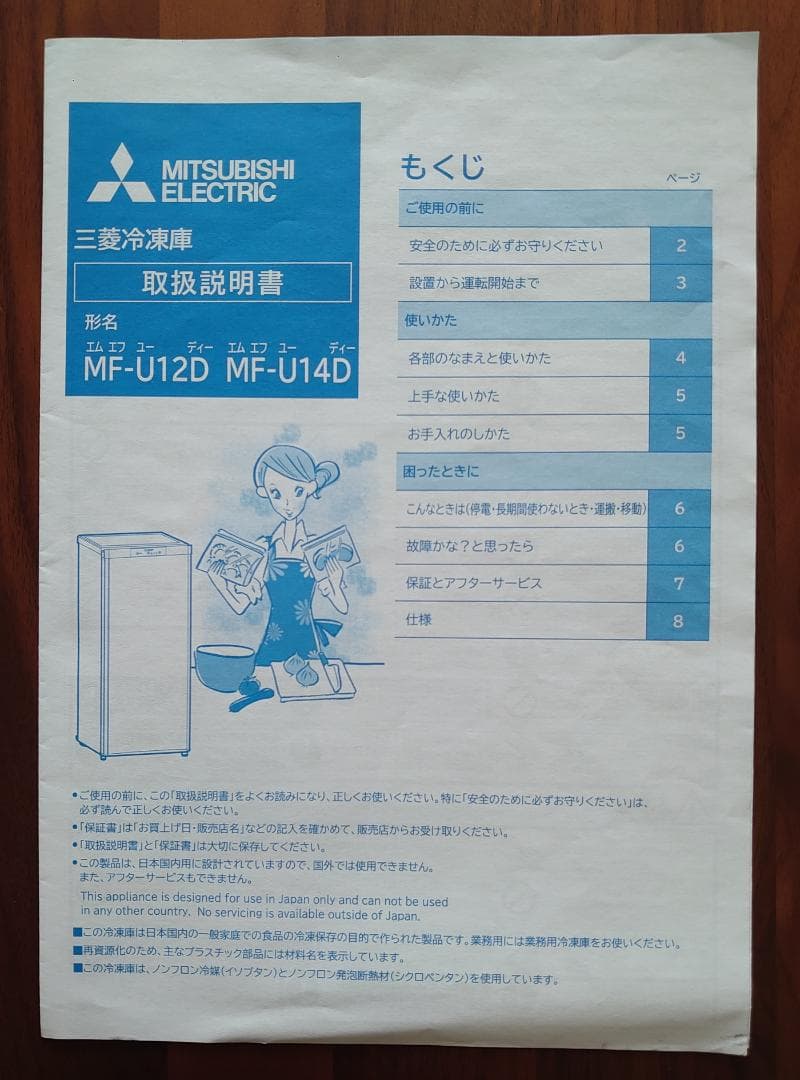 MITSUBISHI
ELECTRIC
三菱冷凍庫
取扱説明書
形名
エム エフ ユー ディー エム エフ ユー ディー
MF-U12D MF-U14D
もくじ
ページ
ご使用の前に
安全のために必ずお守りください 2
設置から運転開始まで 3
使いかた
各部のなまえと使いかた 4
上手な使いかた 5
お手入れのしかた 5
困ったときに
こんなときは(停電・長期間使わないとき・運搬・移動) 6
故障かな?と思ったら 6
保証とアフターサービス 7
仕様 8
●ご使用の前に、この「取扱説明書」をよくお読みになり、正しくお使いください。特に「安全のために必ずお守りください」は、
必ず読んで正しくお使いください。
●「保証書」は「お買上げ日・販売店名」などの記入を確かめて、販売店からお受け取りください。
●「取扱説明書」と「保証書」は大切に保存してください。
●この製品は、日本国内用に設計されていますので、国外では使用できません。
また、アフターサービスもできません。
This appliance is designed for use in Japan only and can not be used
in any other country. No servicing is available outside of Japan.
■この冷凍庫は日本国内の一般家庭での食品の冷凍保存の目的で作られた製品です。業務用には業務用冷凍庫をお使いください。
■再資源化のため、主なプラスチック部品には材料名を表示しています。
■この冷凍庫は、ノンフロン冷媒(イソブタン)とノンフロン発泡断熱材(シクロペンタン)を使用しています。